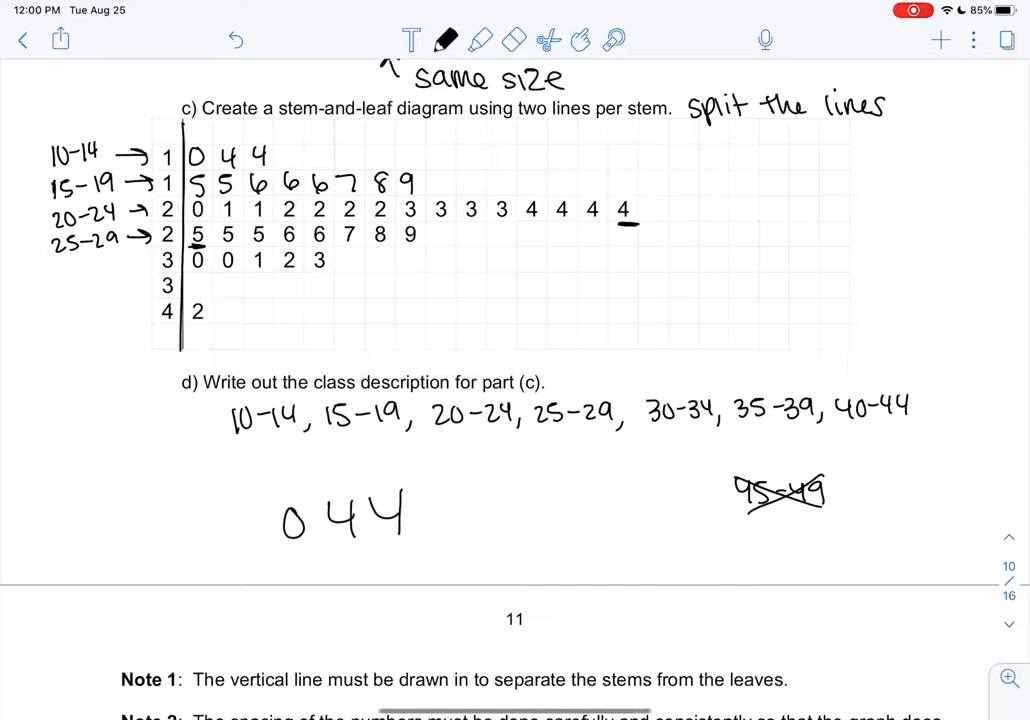 12:00 PM Tue Aug 25
85%
T
same size
c) Create a stem-and-leaf diagram using two lines per stem. split the lines
10-14 → 1 0 4 4
15-19 → 1 5 5 6 6 6 7 8 9
20-24 → 2 0 1 1 2 2 2 2 3 3 3 3 4 4 4 4
25-29 → 2 5 5 5 6 6 7 8 9
3 0 0 1 2 3
3
4 2
d) Write out the class description for part (c).
10-14, 15-19, 20-24, 25-29, 30-34, 35-39, 40-44
0 4 4
10
/
16
11
Note 1: The vertical line must be drawn in to separate the stems from the leaves.